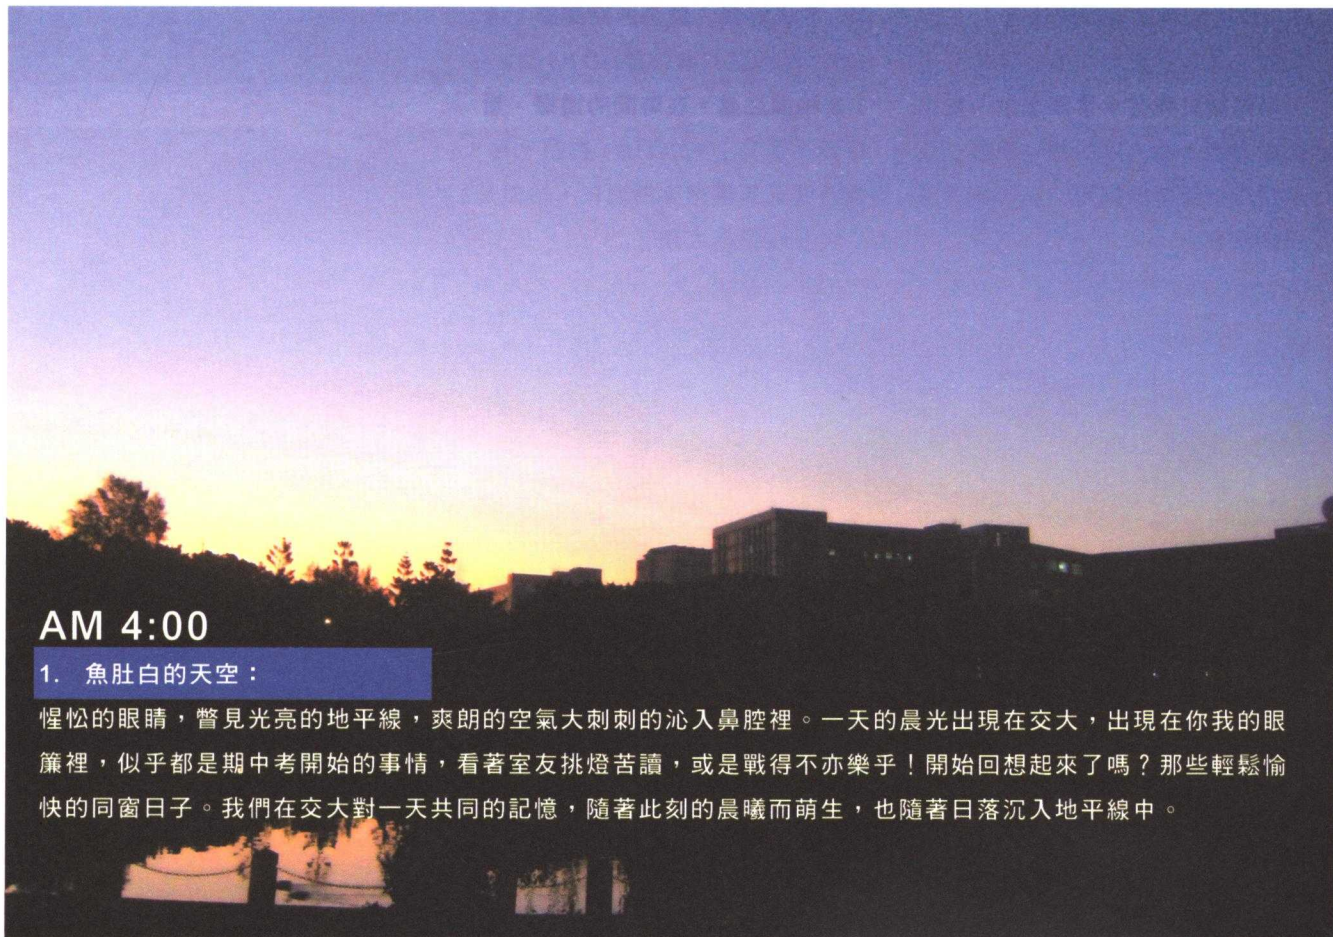 AM 4:00
1. 魚肚白的天空：
惺忪的眼睛，瞥見光亮的地平線，爽朗的空氣大刺刺的沁入鼻腔裡。一天的晨光出現在交大，出現在你我的眼
簾裡，似乎都是期中考開始的事情，看著室友挑燈苦讀，或是戰得不亦樂乎！開始回想起來了嗎？那些輕鬆愉
快的同窗日子。我們在交大對一天共同的記憶，隨著此刻的晨曦而萌生，也隨著日落沉入地平線中。